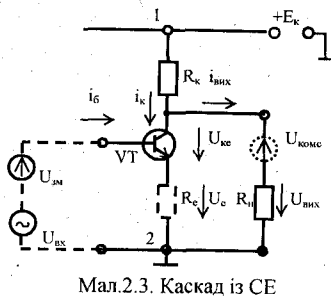 1
+Eк
Rк
iвих
iб
iк
Uке
Uкомс
VT
Uзм
Rе
Uе
Rн
Uвих
Uвх
2
Мал.2.3. Каскад із СЕ